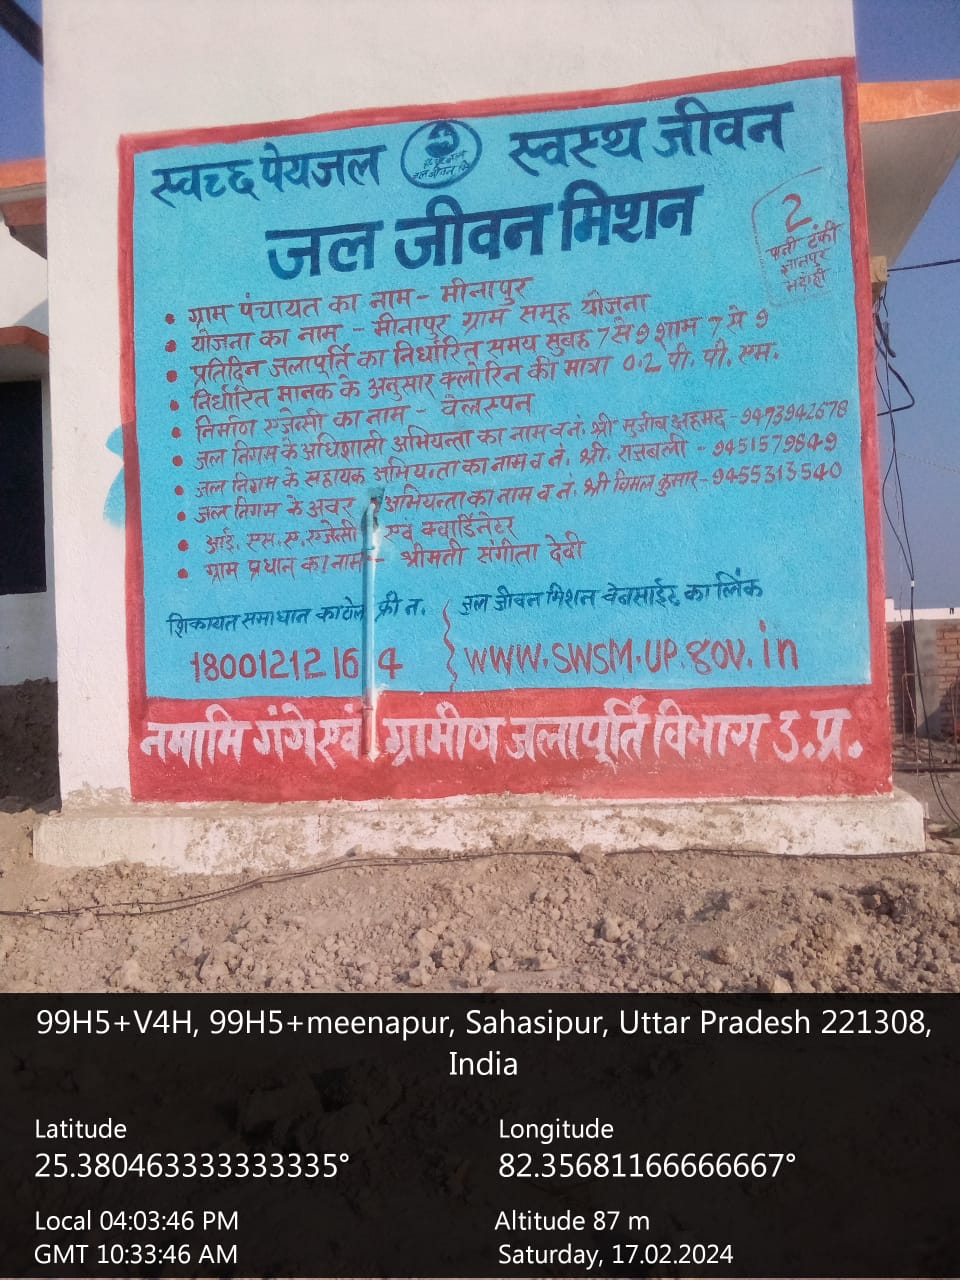 स्वच्छ पेयजल स्वस्थ जीवन
जल जीवन मिशन
2
पानी टंकी
ज्ञानपुर
भदोही
• ग्राम पंचायत का नाम - मीनापुर
• योजना का नाम - मीनापुर ग्राम समूह योजना
• प्रतिदिन जलापूर्ति का निर्धारित समय सुबह 7 से 9 शाम 7 से 9
• निर्धारित मानक के अनुसार क्लोरिन की मात्रा 0.2 पी. पी. एम.
• निर्माण एजेन्सी का नाम - वेलस्पन
• जल निगम के अधिशासी अभियन्ता का नाम व नं. श्री मुजीब अहमद - 9473942678
• जल निगम के सहायक अभियन्ता का नाम व नं. श्री. राजबली - 9451579849
• जल निगम के अवर अभियन्ता का नाम व नं. श्री विमल कुमार - 9455313540
• आई. एस. ए. एजेन्सी एवं क्वार्डिनेटर
• ग्राम प्रधान का नाम - श्रीमती संगीता देवी
शिकायत समाधान का टोल फ्री न. जल जीवन मिशन वेबसाईट का लिंक
18001212164 www.swsm.up.gov.in
नमामि गंगे एवं ग्रामीण जलापूर्ति विभाग उ.प्र.
99H5+V4H, 99H5+meenapur, Sahasipur, Uttar Pradesh 221308,
India
Latitude Longitude
25.380463333333335° 82.35681166666667°
Local 04:03:46 PM Altitude 87 m
GMT 10:33:46 AM Saturday, 17.02.2024